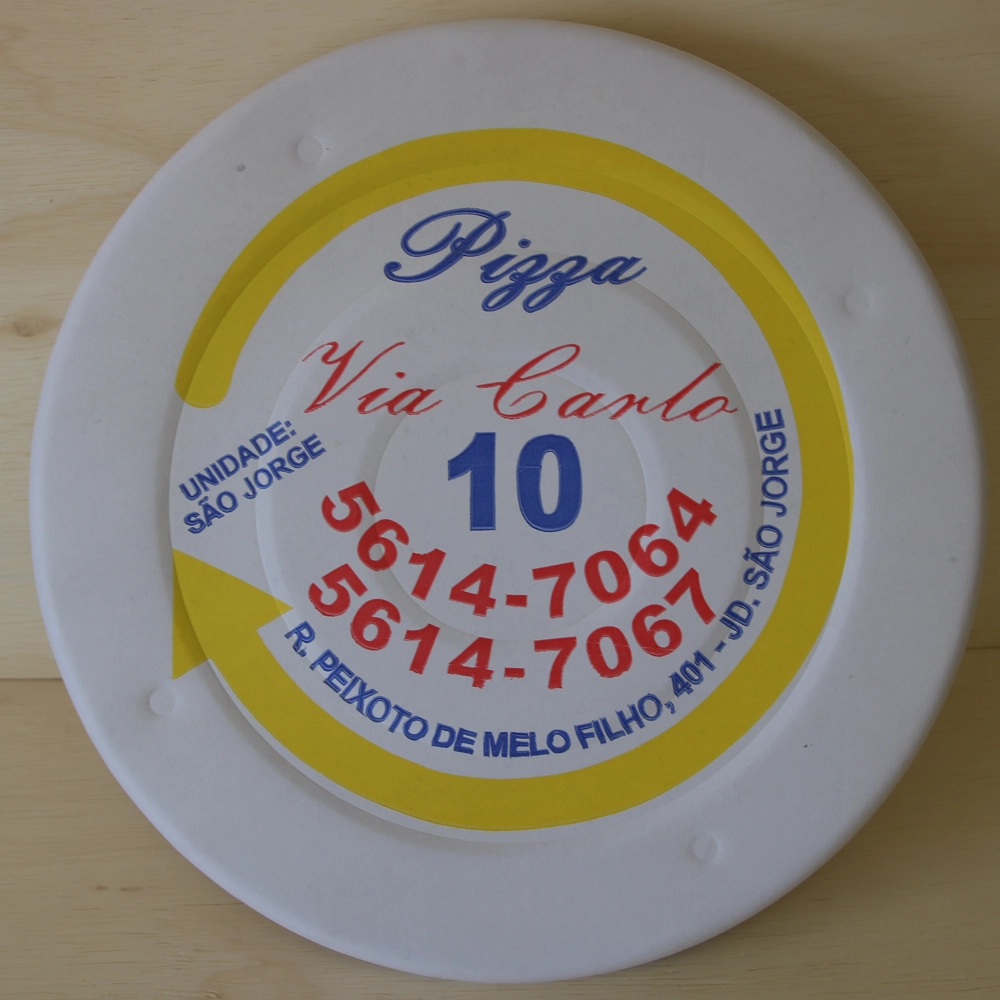 Pizza
Via Carlo
10
UNIDADE:
SÃO JORGE
5614-7064
5614-7067
R. PEIXOTO DE MELO FILHO, 401 - JD. SÃO JORGE